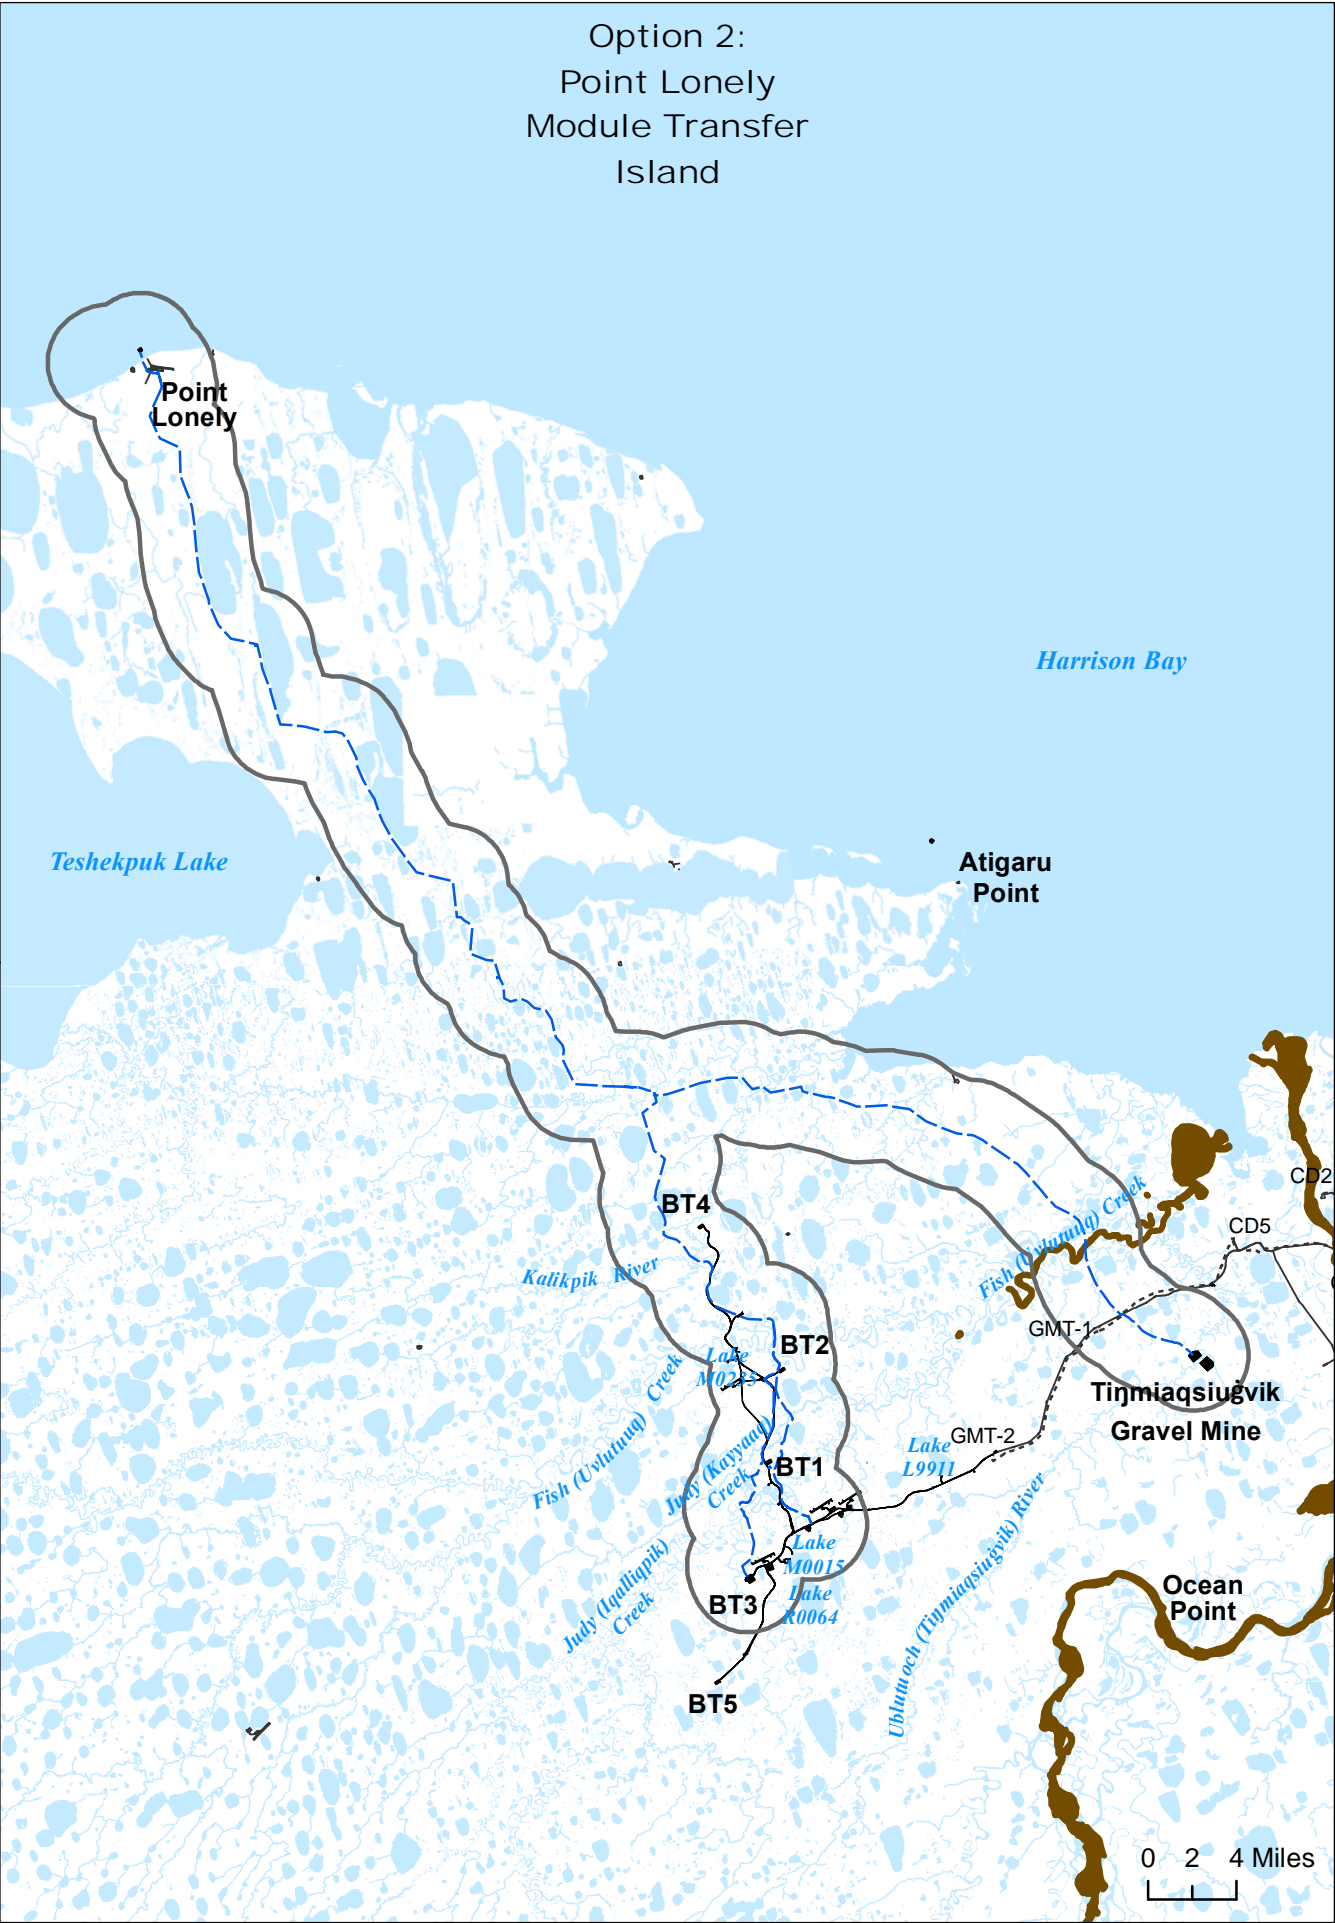 Option 2:
Point Lonely
Module Transfer
Island
Point
Lonely
Harrison Bay
Teshekpuk Lake
Atigaru
Point
CD2
Fish (Uvlutuuq) Creek
BT4
CD5
Kalikpik River
GMT-1
BT2
Lake
M0235
Tiŋmiaqsiuġvik
Gravel Mine
Fish (Uvlutuuq) Creek
GMT-2
Lake
L9911
Judy (Kayyaaq)
Creek
BT1
Lake
M0015
Judy (Iqalliqpik)
Creek
BT3
Lake
R0064
Ublutuoch (Tiŋmiaqsiuġvik) River
Ocean
Point
BT5
0 2 4 Miles